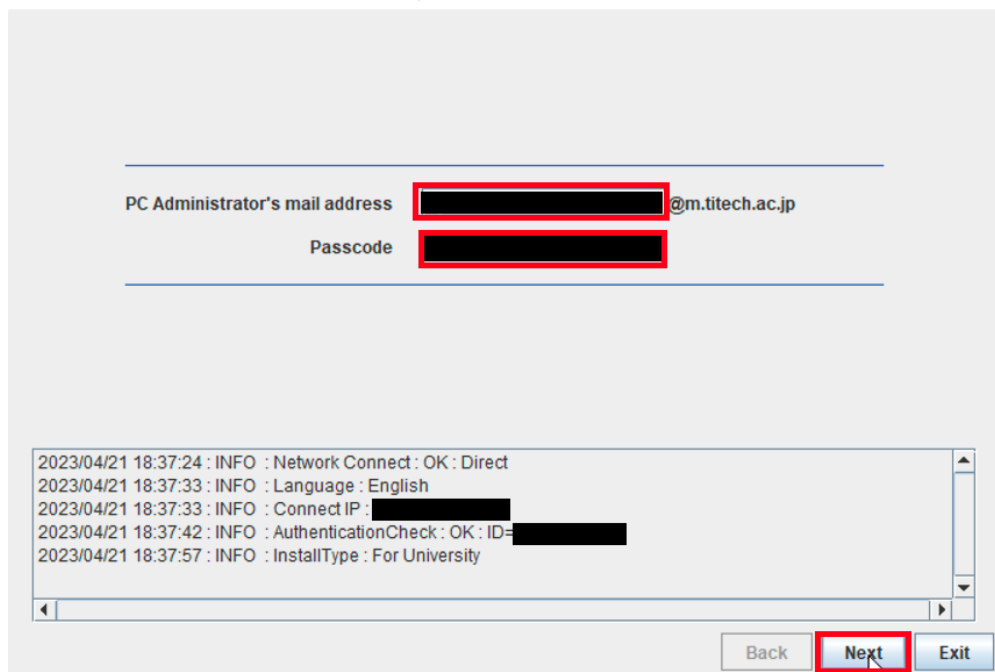 PC Administrator's mail address @m.titech.ac.jp
Passcode
2023/04/21 18:37:24 : INFO : Network Connect : OK : Direct
2023/04/21 18:37:33 : INFO : Language : English
2023/04/21 18:37:33 : INFO : Connect IP :
2023/04/21 18:37:42 : INFO : AuthenticationCheck : OK : ID=
2023/04/21 18:37:57 : INFO : InstallType : For University
Back Next Exit